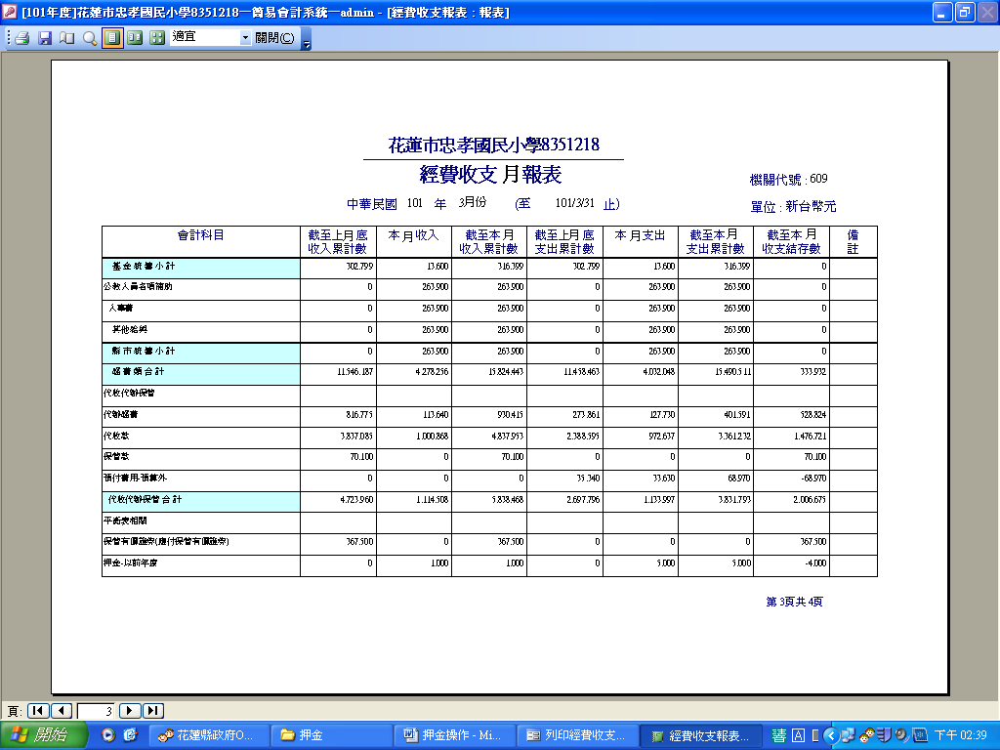 [101年度]花蓮市忠孝國民小學8351218—簡易會計系統—admin - [經費收支報表：報表]
適宜 關閉(C)
花蓮市忠孝國民小學8351218
經費收支 月報表
機關代號 : 609
中華民國 101 年 3月份 (至 101/3/31 止)
單位 : 新台幣元
會計科目 截至上月底收入累計數 本月收入 截至本月收入累計數 截至上月底支出累計數 本月支出 截至本月支出累計數 截至本月收支結存數 備註
基金統籌小計 302,799 13,600 316,399 302,799 13,600 316,399 0
公教人員各項補助 0 263,900 263,900 0 263,900 263,900 0
人事費 0 263,900 263,900 0 263,900 263,900 0
其他給與 0 263,900 263,900 0 263,900 263,900 0
縣市統籌小計 0 263,900 263,900 0 263,900 263,900 0
經費類合計 11,546,187 4,278,256 15,824,443 11,458,463 4,032,048 15,490,511 333,932
代收代辦保管
代辦經費 816,775 113,640 930,415 273,861 127,730 401,591 528,824
代收款 3,837,085 1,000,868 4,837,953 2,388,595 972,637 3,361,232 1,476,721
保管款 70,100 0 70,100 0 0 0 70,100
預付費用-預算外 0 0 0 35,340 33,630 68,970 -68,970
代收代辦保管合計 4,723,960 1,114,508 5,838,468 2,697,796 1,133,997 3,831,793 2,006,675
平衡表相關
保管有價證券(應付保管有價證券) 367,500 0 367,500 0 0 0 367,500
押金-以前年度 0 1,000 1,000 0 5,000 5,000 -4,000
第 3頁共 4頁
頁: 3
開始 花蓮縣政府O... 押金 押金操作 - Mi... 列印經費收支... 經費收支報表... A 下午 02:39